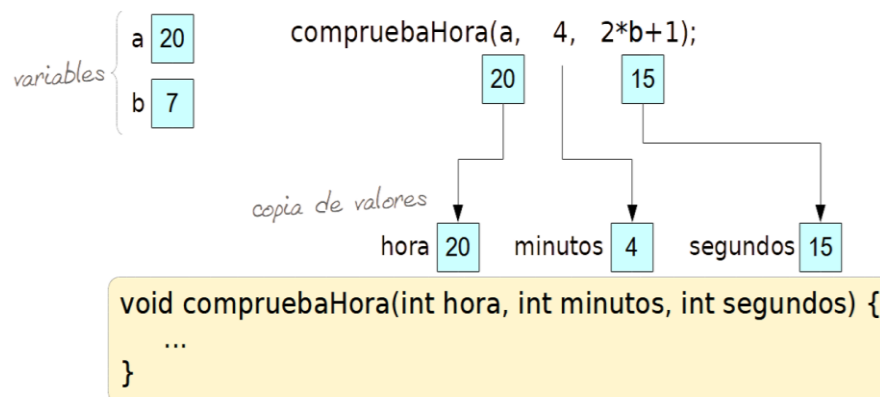 a 20 compruebaHora(a, 4, 2*b+1);
variables
20 15
b 7
copia de valores
hora 20 minutos 4 segundos 15
void compruebaHora(int hora, int minutos, int segundos) {
...
}